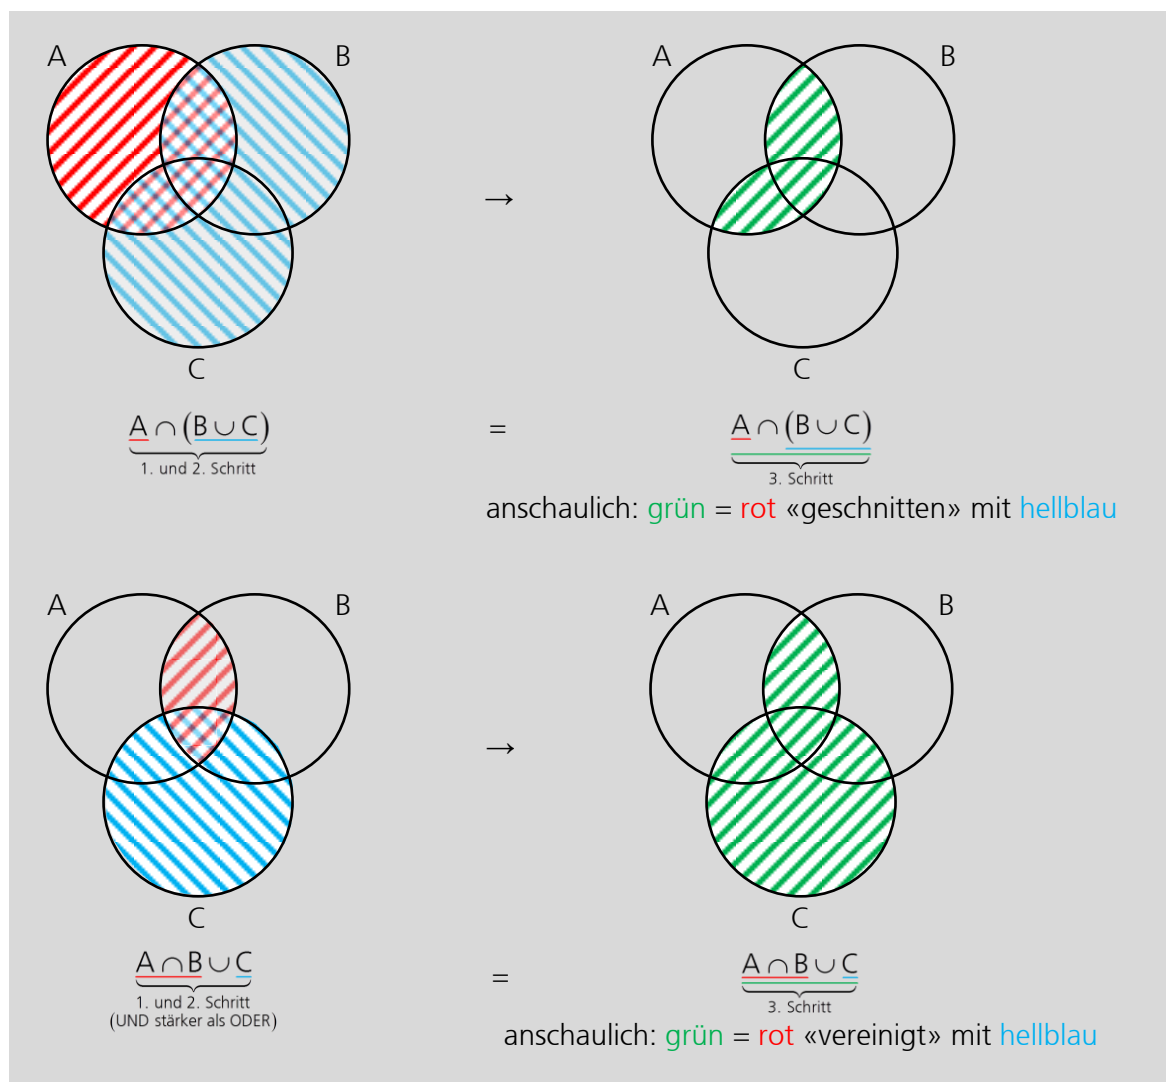 A B A B
→
C C
A ∩ (B ∪ C) = A ∩ (B ∪ C)
1. und 2. Schritt 3. Schritt
anschaulich: grün = rot «geschnitten» mit hellblau
A B A B
→
C C
A ∩ B ∪ C = A ∩ B ∪ C
1. und 2. Schritt 3. Schritt
(UND stärker als ODER)
anschaulich: grün = rot «vereinigt» mit hellblau